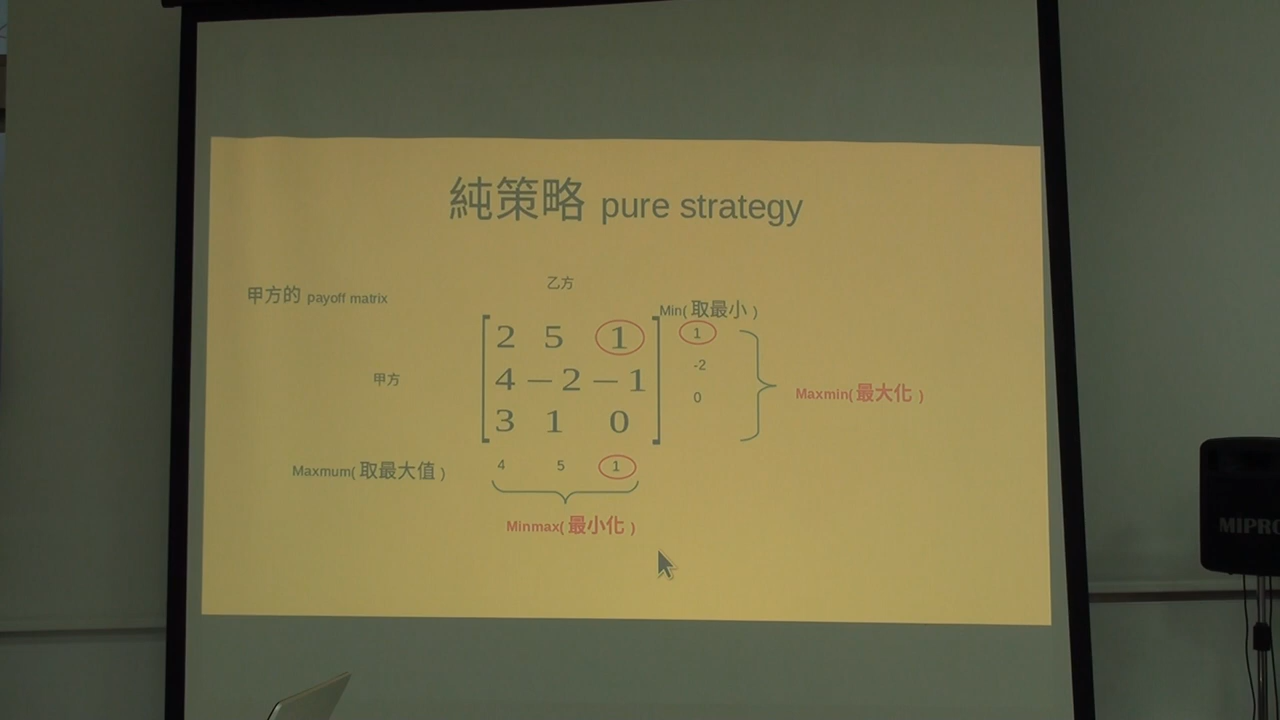 純策略 pure strategy
乙方
甲方的 payoff matrix
Min( 取最小 )
2 5 1 1
-2
甲方
4 -2 -1
Maxmin( 最大化 )
0
3 1 0
Maxmum( 取最大值 ) 4 5 1
Minmax( 最小化 )
MIPRO